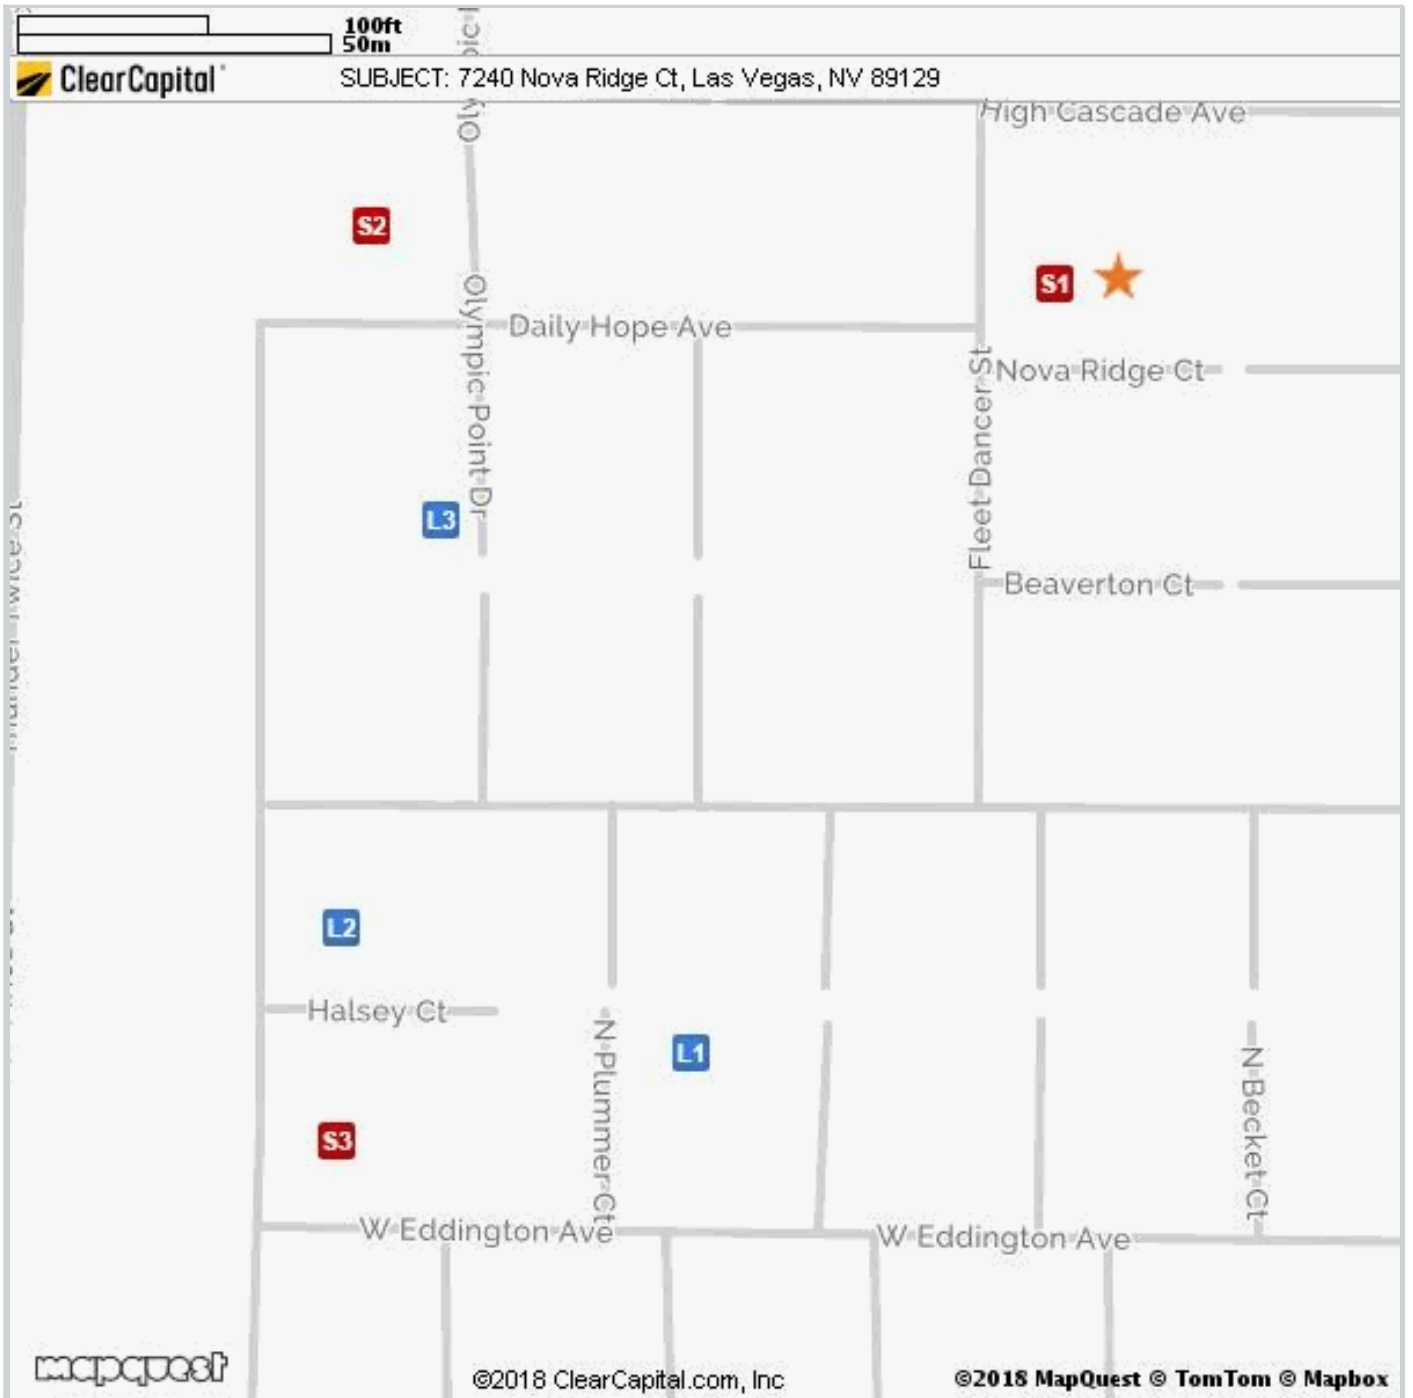 100ft
50m
ClearCapital
SUBJECT: 7240 Nova Ridge Ct, Las Vegas, NV 89129
High Cascade Ave
S2
S1
Olympic Point Dr
Daily Hope Ave
Nova Ridge Ct
Fleet Dancer St
L3
Beaverton Ct
L2
Halsey Ct
N Plummer Ct
L1
N Becket Ct
S3
W Eddington Ave
W Eddington Ave
mapquest
©2018 ClearCapital.com, Inc
©2018 MapQuest © TomTom © Mapbox